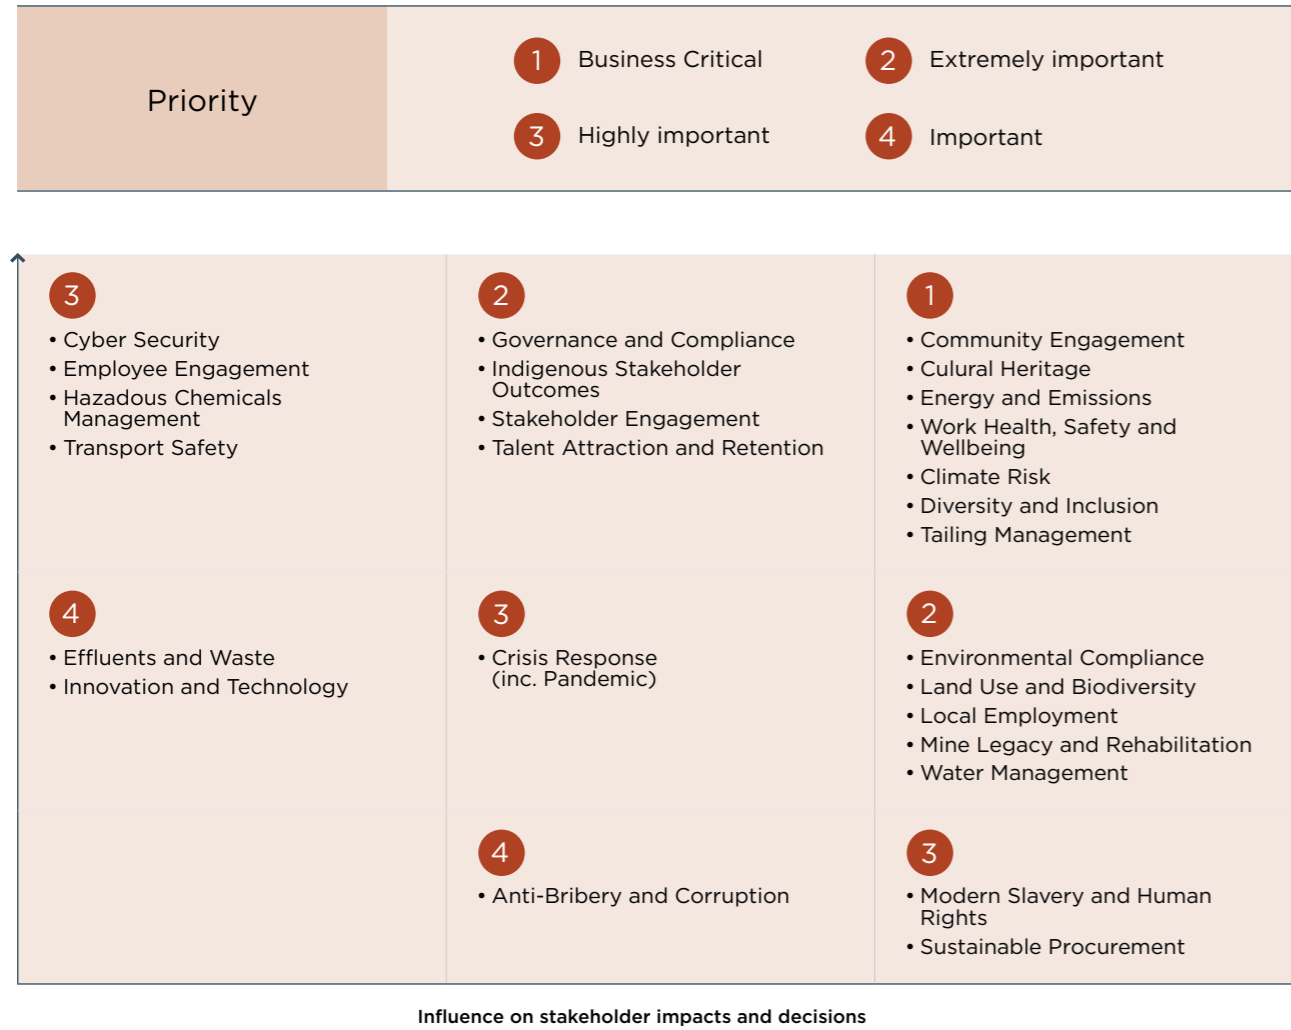 Priority
1 Business Critical
2 Extremely important
3 Highly important
4 Important
3
• Cyber Security
• Employee Engagement
• Hazadous Chemicals
Management
• Transport Safety
2
• Governance and Compliance
• Indigenous Stakeholder
Outcomes
• Stakeholder Engagement
• Talent Attraction and Retention
1
• Community Engagement
• Culural Heritage
• Energy and Emissions
• Work Health, Safety and
Wellbeing
• Climate Risk
• Diversity and Inclusion
• Tailing Management
4
• Effluents and Waste
• Innovation and Technology
3
• Crisis Response
(inc. Pandemic)
2
• Environmental Compliance
• Land Use and Biodiversity
• Local Employment
• Mine Legacy and Rehabilitation
• Water Management
4
• Anti-Bribery and Corruption
3
• Modern Slavery and Human
Rights
• Sustainable Procurement
Influence on stakeholder impacts and decisions